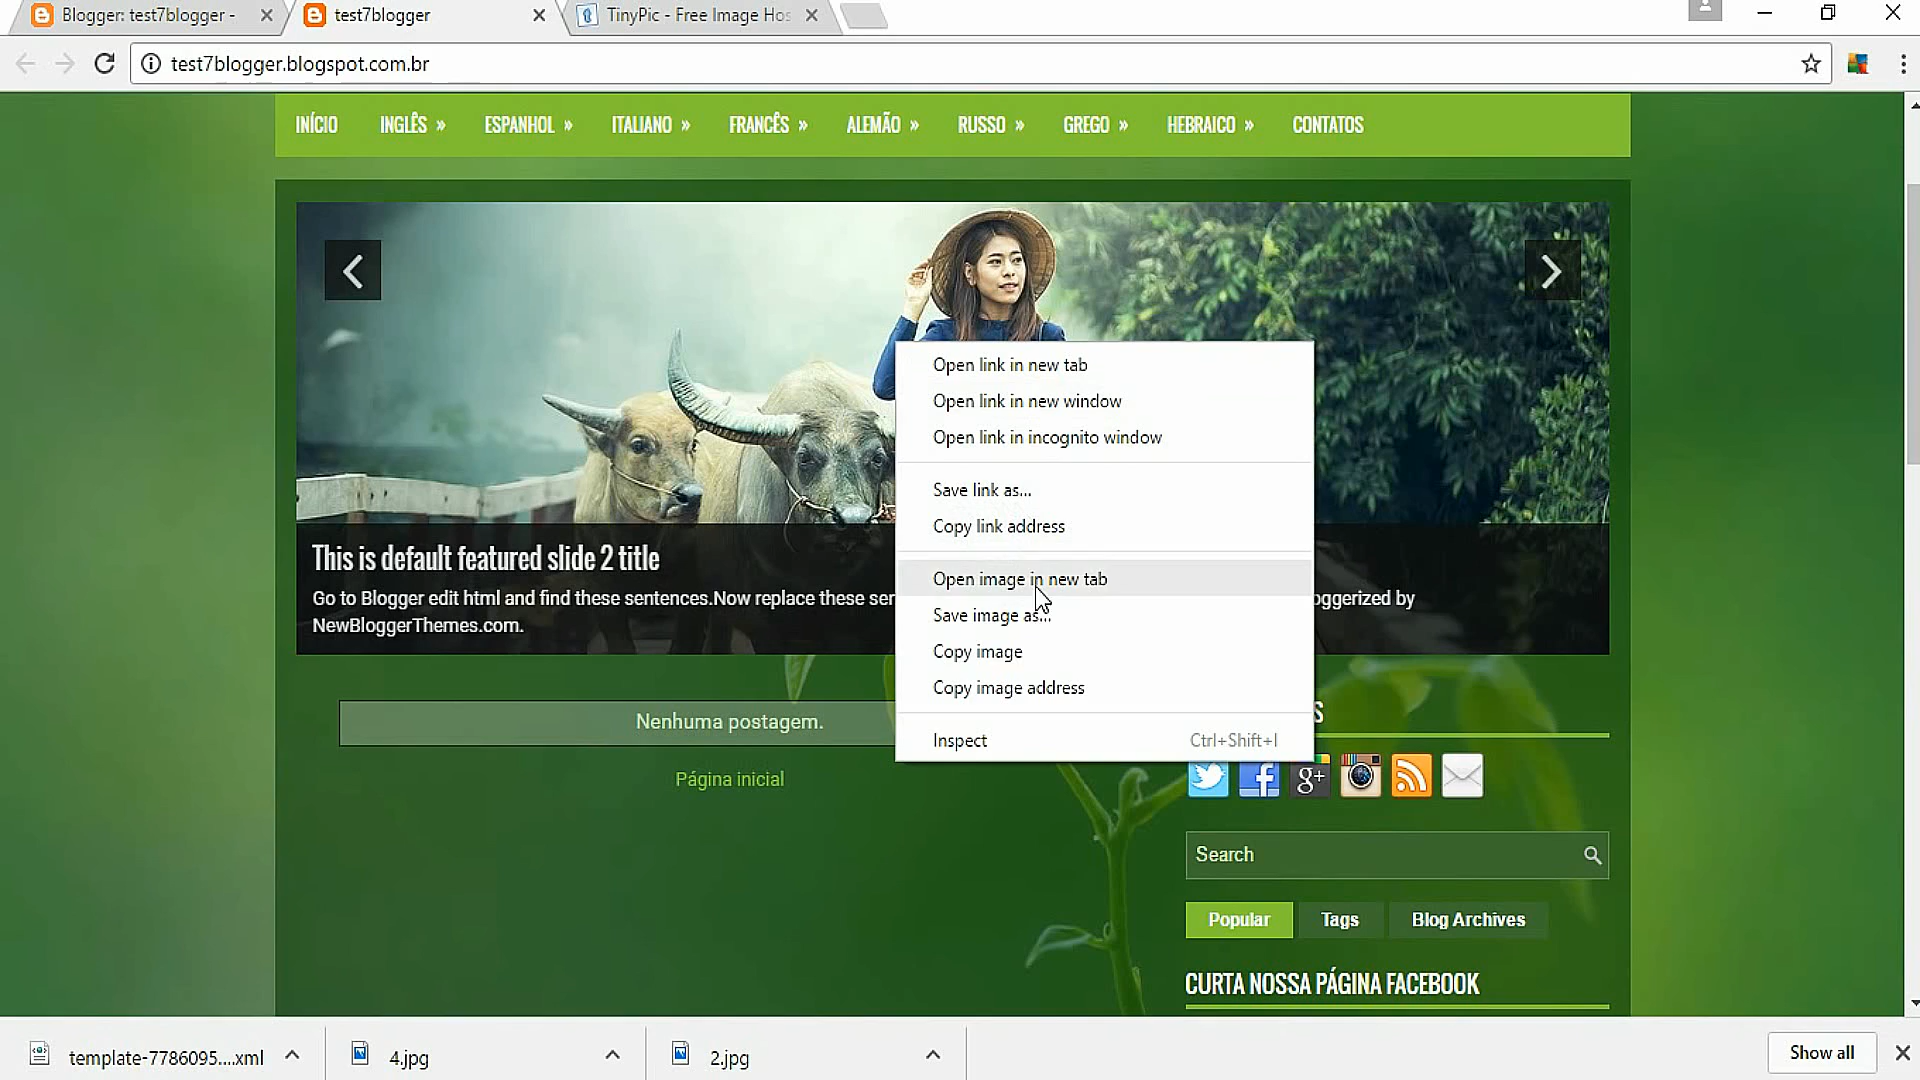 Blogger: test7blogger -
test7blogger
TinyPic - Free Image Hos
test7blogger.blogspot.com.br
INÍCIO
INGLÊS »
ESPANHOL »
ITALIANO »
FRANCÊS »
ALEMÃO »
RUSSO »
GREGO »
HEBRAICO »
CONTATOS
Open link in new tab
Open link in new window
Open link in incognito window
Save link as...
Copy link address
Open image in new tab
Save image as...
Copy image
Copy image address
Inspect Ctrl+Shift+I
This is default featured slide 2 title
Go to Blogger edit html and find these sentences.Now replace these ser
oggerized by
NewBloggerThemes.com.
Nenhuma postagem.
Página inicial
S
Search
Popular
Tags
Blog Archives
CURTA NOSSA PÁGINA FACEBOOK
template-7786095....xml
4.jpg
2.jpg
Show all